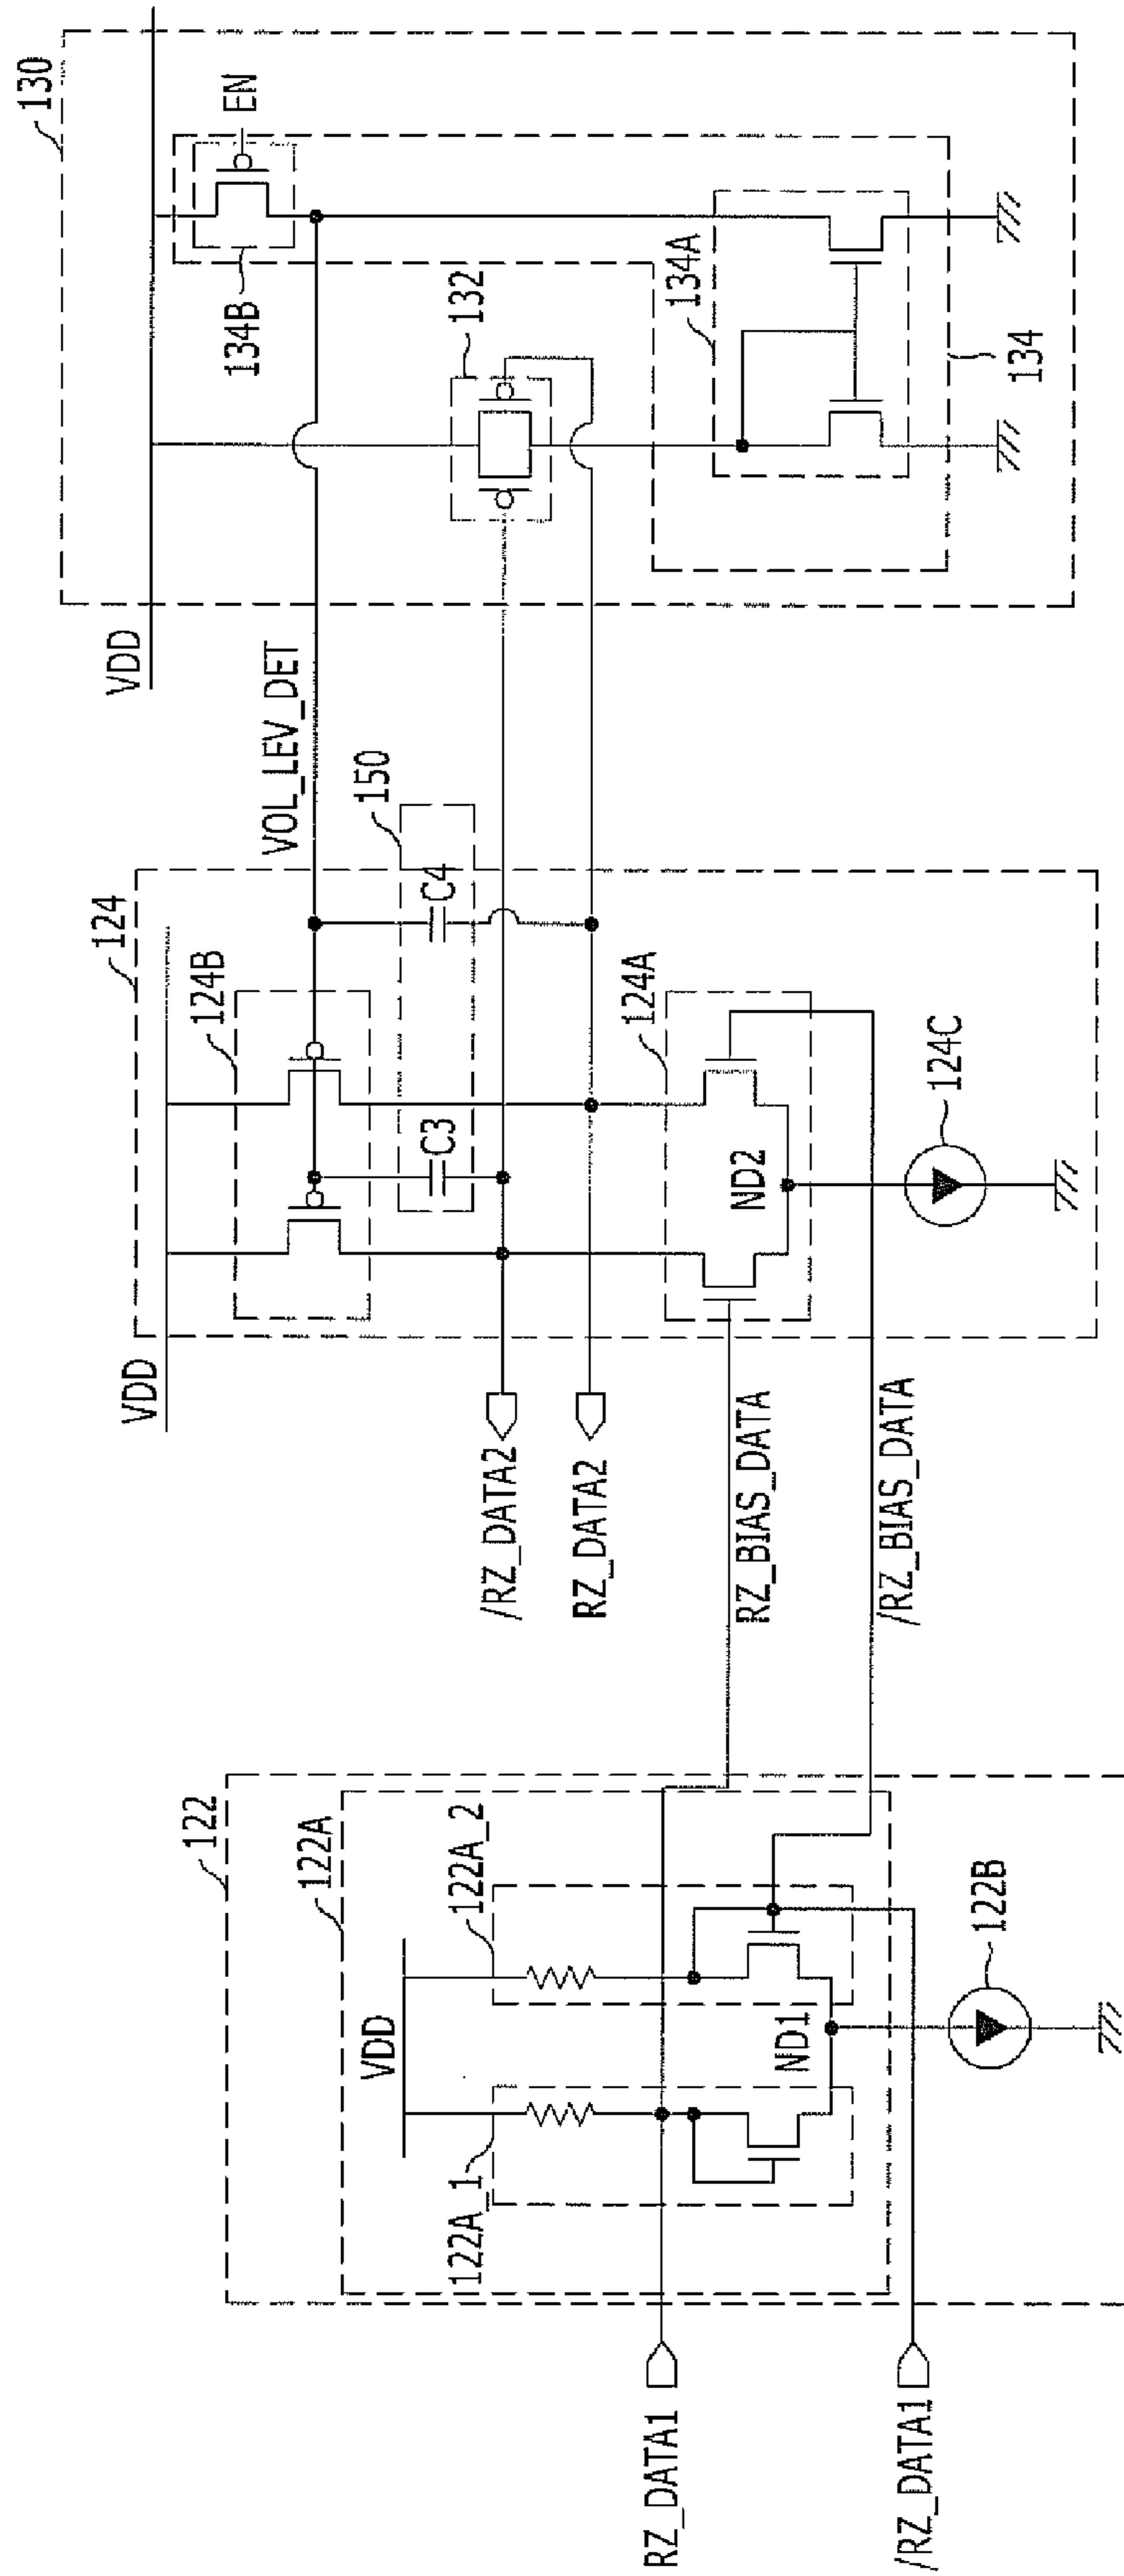 122
122A
122A_1
122A_2
VDD
ND1
122B
RZ_DATA1
/RZ_DATA1
RZ_BIAS_DATA
/RZ_BIAS_DATA
124
VDD
124B
/RZ_DATA2
RZ_DATA2
C3
C4
150
124A
ND2
124C
VOL_LEV_DET
130
VDD
EN
134B
132
134A
134